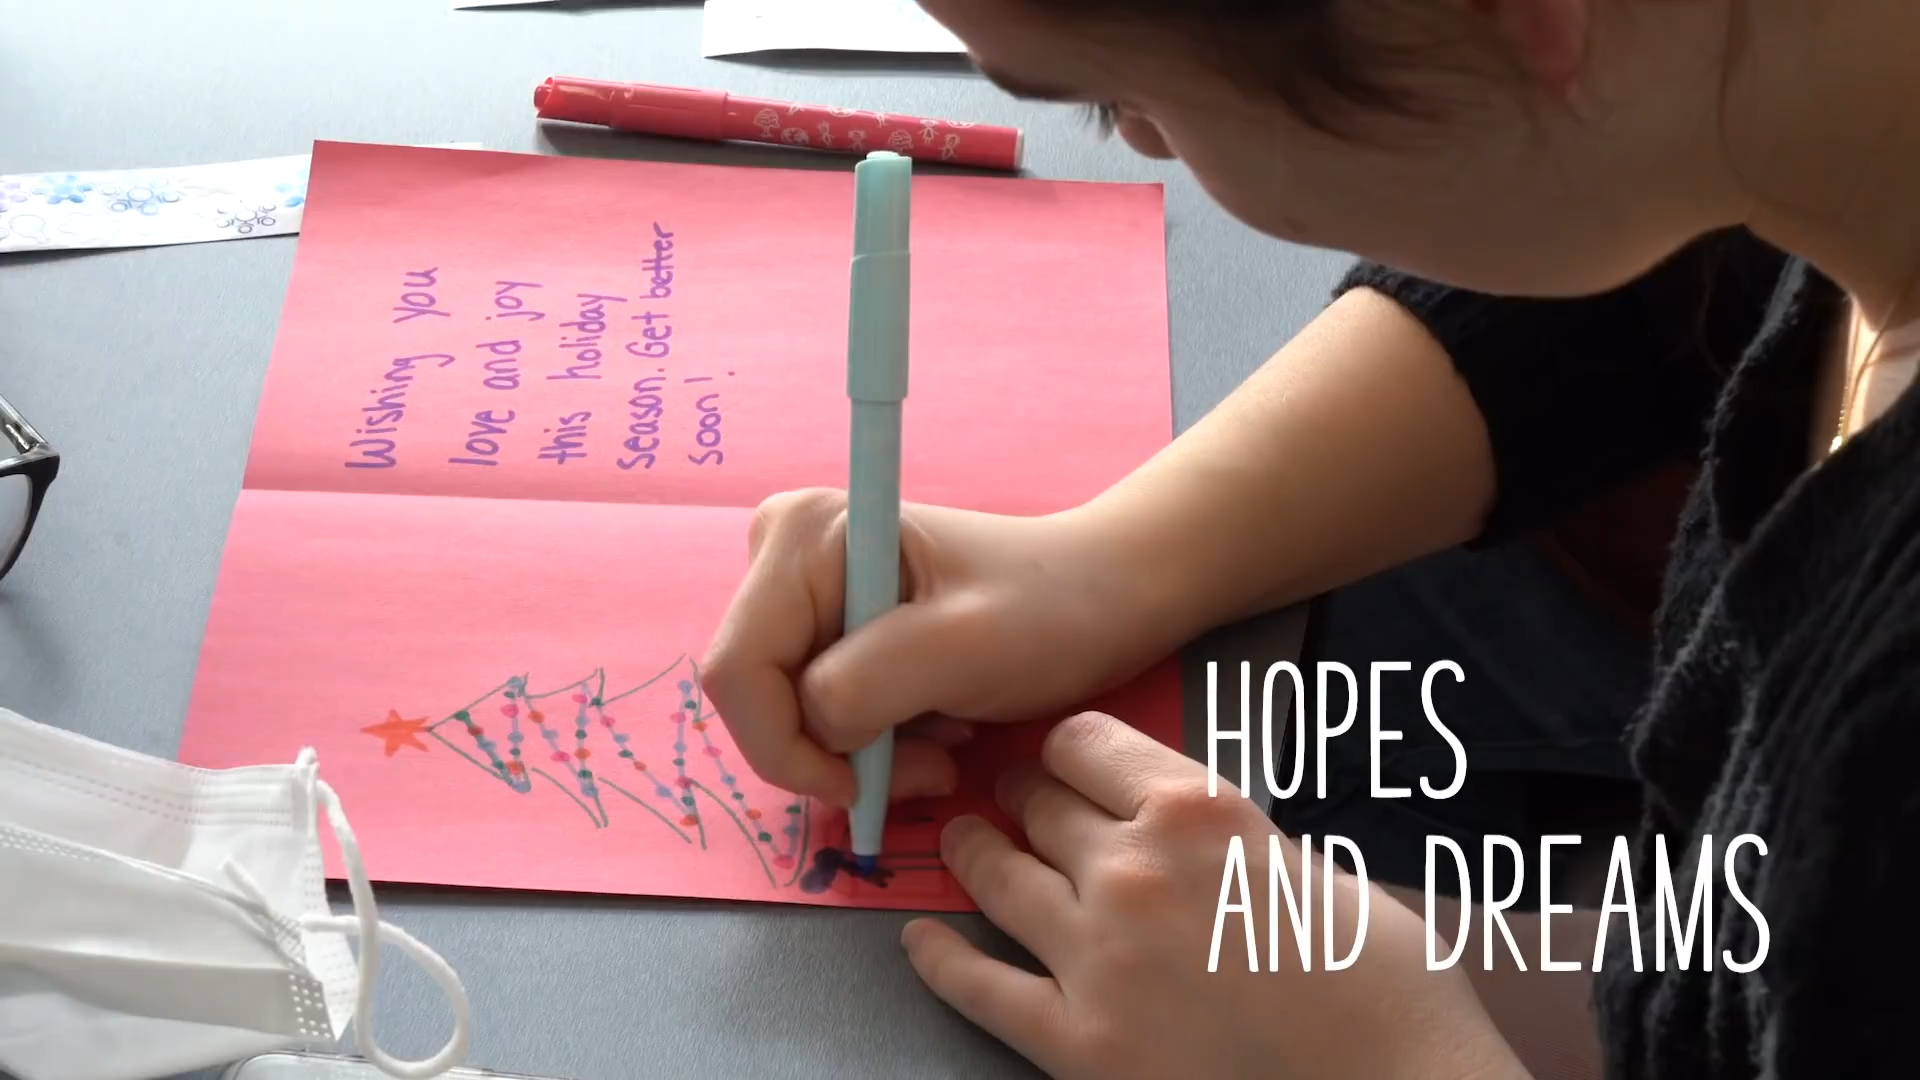 Wishing you
love and joy
this holiday
season. Get better
soon!
HOPES
AND DREAMS